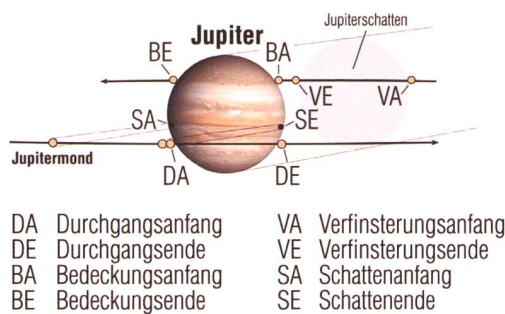 Jupiterschatten
Jupiter
BE
BA
VE
VA
SA
SE
Jupitermond
DA
DE
DA Durchgangsanfang
DE Durchgangsende
BA Bedeckungsanfang
BE Bedeckungsende
VA Verfinsterungsanfang
VE Verfinsterungsende
SA Schattenanfang
SE Schattenende